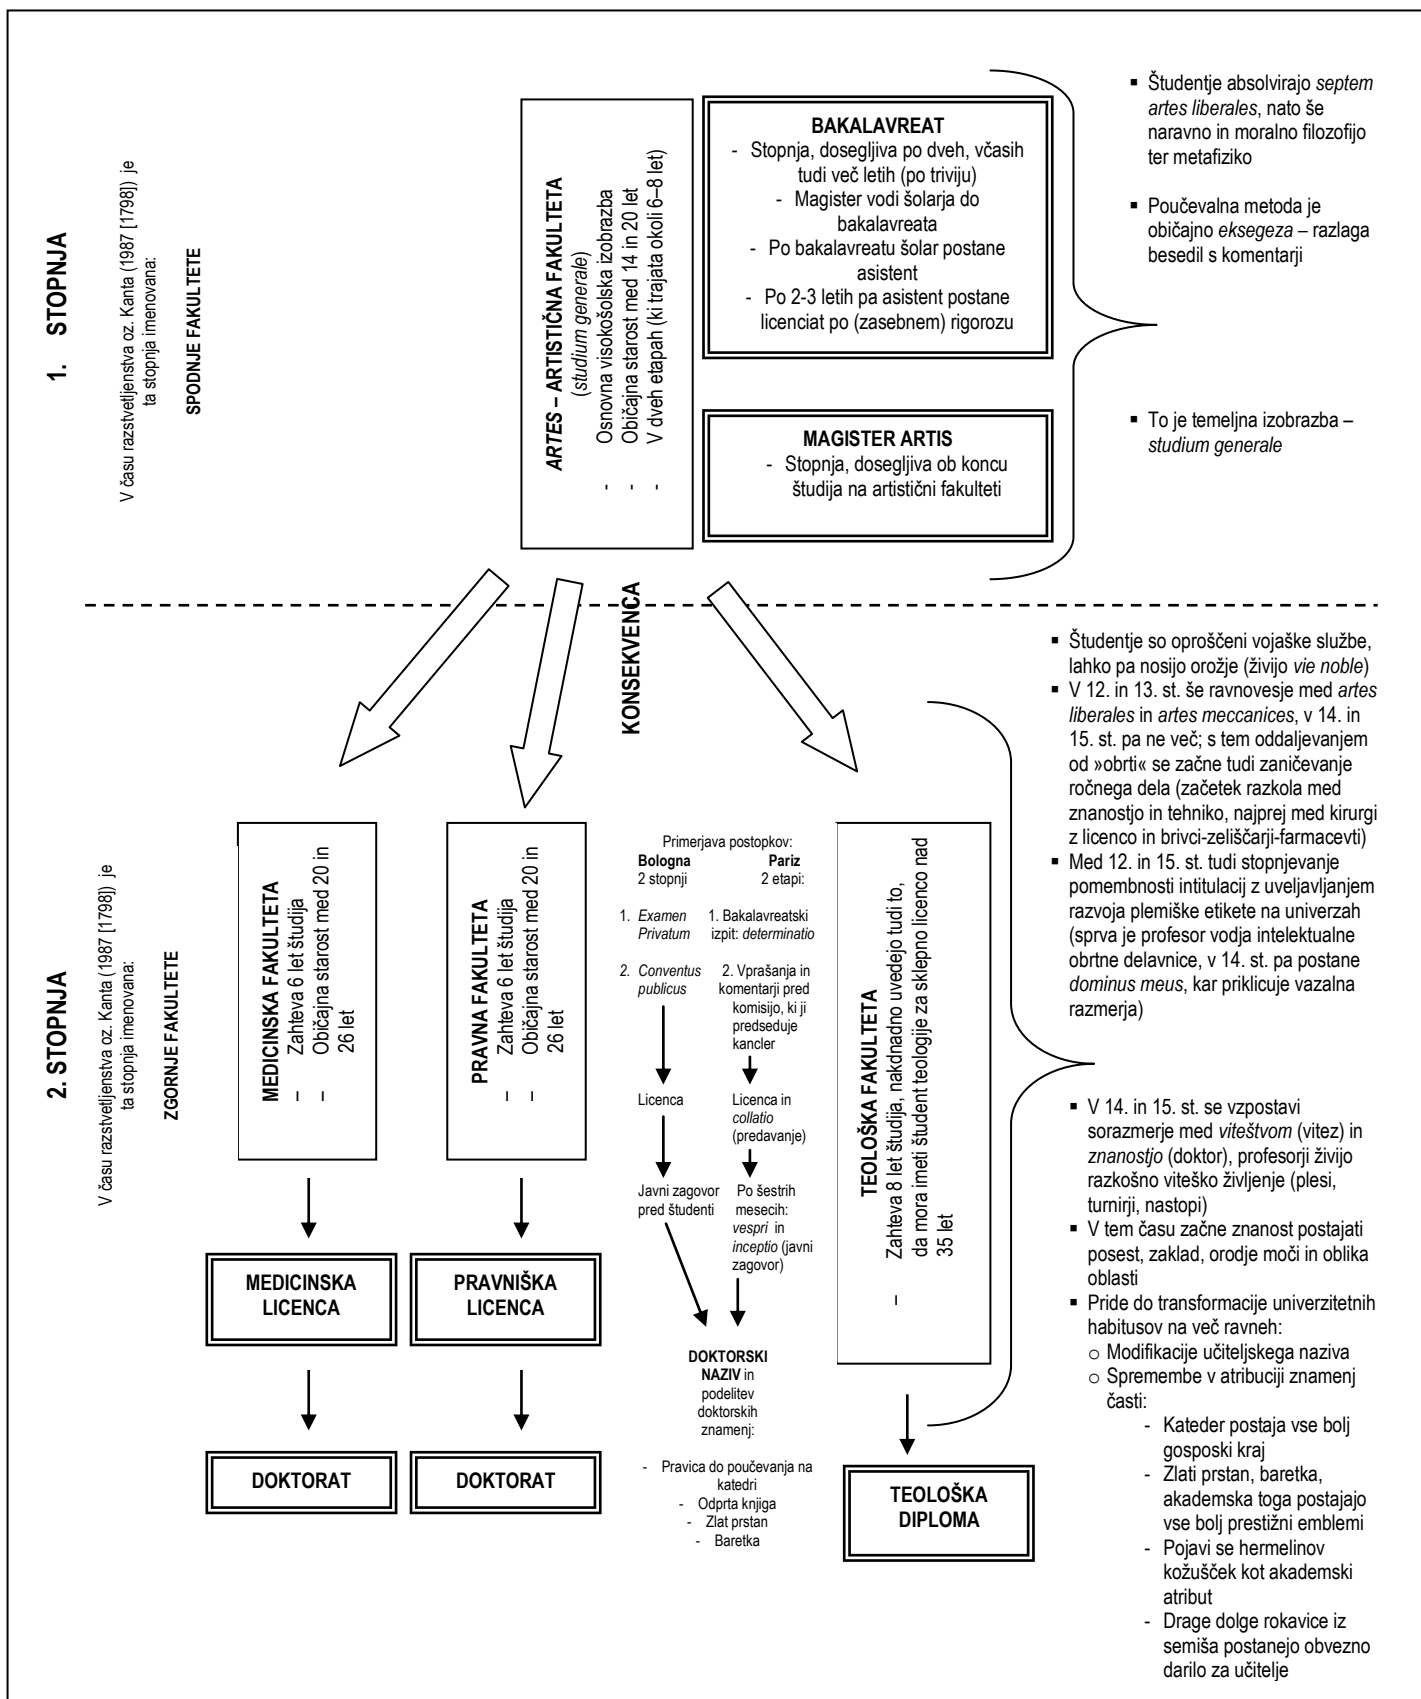 1. STOPNJA
V času razstvetljenstva oz. Kanta (1987 [1798]) je
ta stopnja imenovana:
SPODNJE FAKULTETE
ARTES – ARTISTIČNA FAKULTETA
(studium generale)
- Osnovna visokošolska izobrazba
- Običajna starost med 14 in 20 let
- V dveh etapah (ki trajata okoli 6–8 let)
BAKALAVREAT
- Stopnja, dosegljiva po dveh, včasih
tudi več letih (po triviju)
- Magister vodi šolarja do
bakalavreata
- Po bakalavreatu šolar postane
asistent
- Po 2-3 letih pa asistent postane
licenciat po (zasebnem) rigorozu
MAGISTER ARTIS
- Stopnja, dosegljiva ob koncu
študija na artistični fakulteti
▪ Študentje absolvirajo septem
artes liberales, nato še
naravno in moralno filozofijo
ter metafiziko
▪ Poučevalna metoda je
običajno eksegeza – razlaga
besedil s komentarji
▪ To je temeljna izobrazba –
studium generale
KONSEKVENCA
2. STOPNJA
V času razstvetljenstva oz. Kanta (1987 [1798]) je
ta stopnja imenovana:
ZGORNJE FAKULTETE
MEDICINSKA FAKULTETA
– Zahteva 6 let študija
– Običajna starost med 20 in
26 let
MEDICINSKA
LICENCA
DOKTORAT
PRAVNA FAKULTETA
– Zahteva 6 let študija
– Običajna starost med 20 in
26 let
PRAVNIŠKA
LICENCA
DOKTORAT
Primerjava postopkov:
Bologna
2 stopnji
1. Examen
Privatum
2. Conventus
publicus
Licenca
Javni zagovor
pred študenti
Pariz
2 etapi:
1. Bakalavreatski
izpit: determinatio
2. Vprašanja in
komentarji pred
komisijo, ki ji
predseduje
kancler
Licenca in
collatio
(predavanje)
Po šestrih
mesecih:
vespri in
inceptio (javni
zagovor)
DOKTORSKI
NAZIV in
podelitev
doktorskih
znamenj:
- Pravica do poučevanja na
katedri
- Odprta knjiga
- Zlat prstan
- Baretka
TEOLOŠKA FAKULTETA
– Zahteva 8 let študija, nakdnadno uvedejo tudi to,
da mora imeti študent teologije za sklepno licenco nad
35 let
TEOLOŠKA
DIPLOMA
▪ Študentje so oproščeni vojaške službe,
lahko pa nosijo orožje (živijo vie noble)
▪ V 12. in 13. st. še ravnovesje med artes
liberales in artes meccanices, v 14. in
15. st. pa ne več; s tem oddaljevanjem
od »obrti« se začne tudi zaničevanje
ročnega dela (začetek razkola med
znanostjo in tehniko, najprej med kirurgi
z licenco in brivci-zeliščarji-farmacevti)
▪ Med 12. in 15. st. tudi stopnjevanje
pomembnosti intitulacij z uveljavljanjem
razvoja plemiške etikete na univerzah
(sprva je profesor vodja intelektualne
obrtne delavnice, v 14. st. pa postane
dominus meus, kar priklicuje vazalna
razmerja)
▪ V 14. in 15. st. se vzpostavi
sorazmerje med viteštvom (vitez) in
znanostjo (doktor), profesorji živijo
razkošno viteško življenje (plesi,
turnirji, nastopi)
▪ V tem času začne znanost postajati
posest, zaklad, orodje moči in oblika
oblasti
▪ Pride do transformacije univerzitetnih
habitusov na več ravneh:
o Modifikacije učiteljskega naziva
o Spremembe v atribuciji znamenj
časti:
- Kateder postaja vse bolj
gosposki kraj
- Zlati prstan, baretka,
akademska toga postajajo
vse bolj prestižni emblemi
- Pojavi se hermelinov
kožušček kot akademski
atribut
- Drage dolge rokavice iz
semiša postanejo obvezno
darilo za učitelje